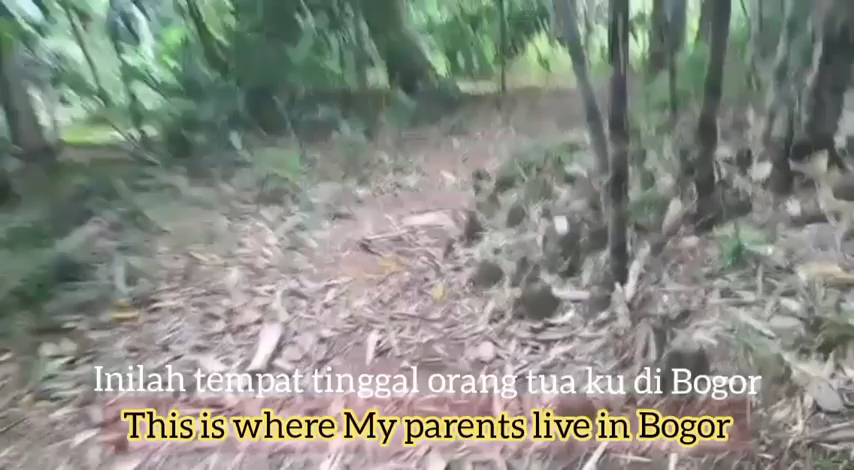 Inilah tempat tinggal orang tua ku di Bogor
This is where My parents live in Bogor